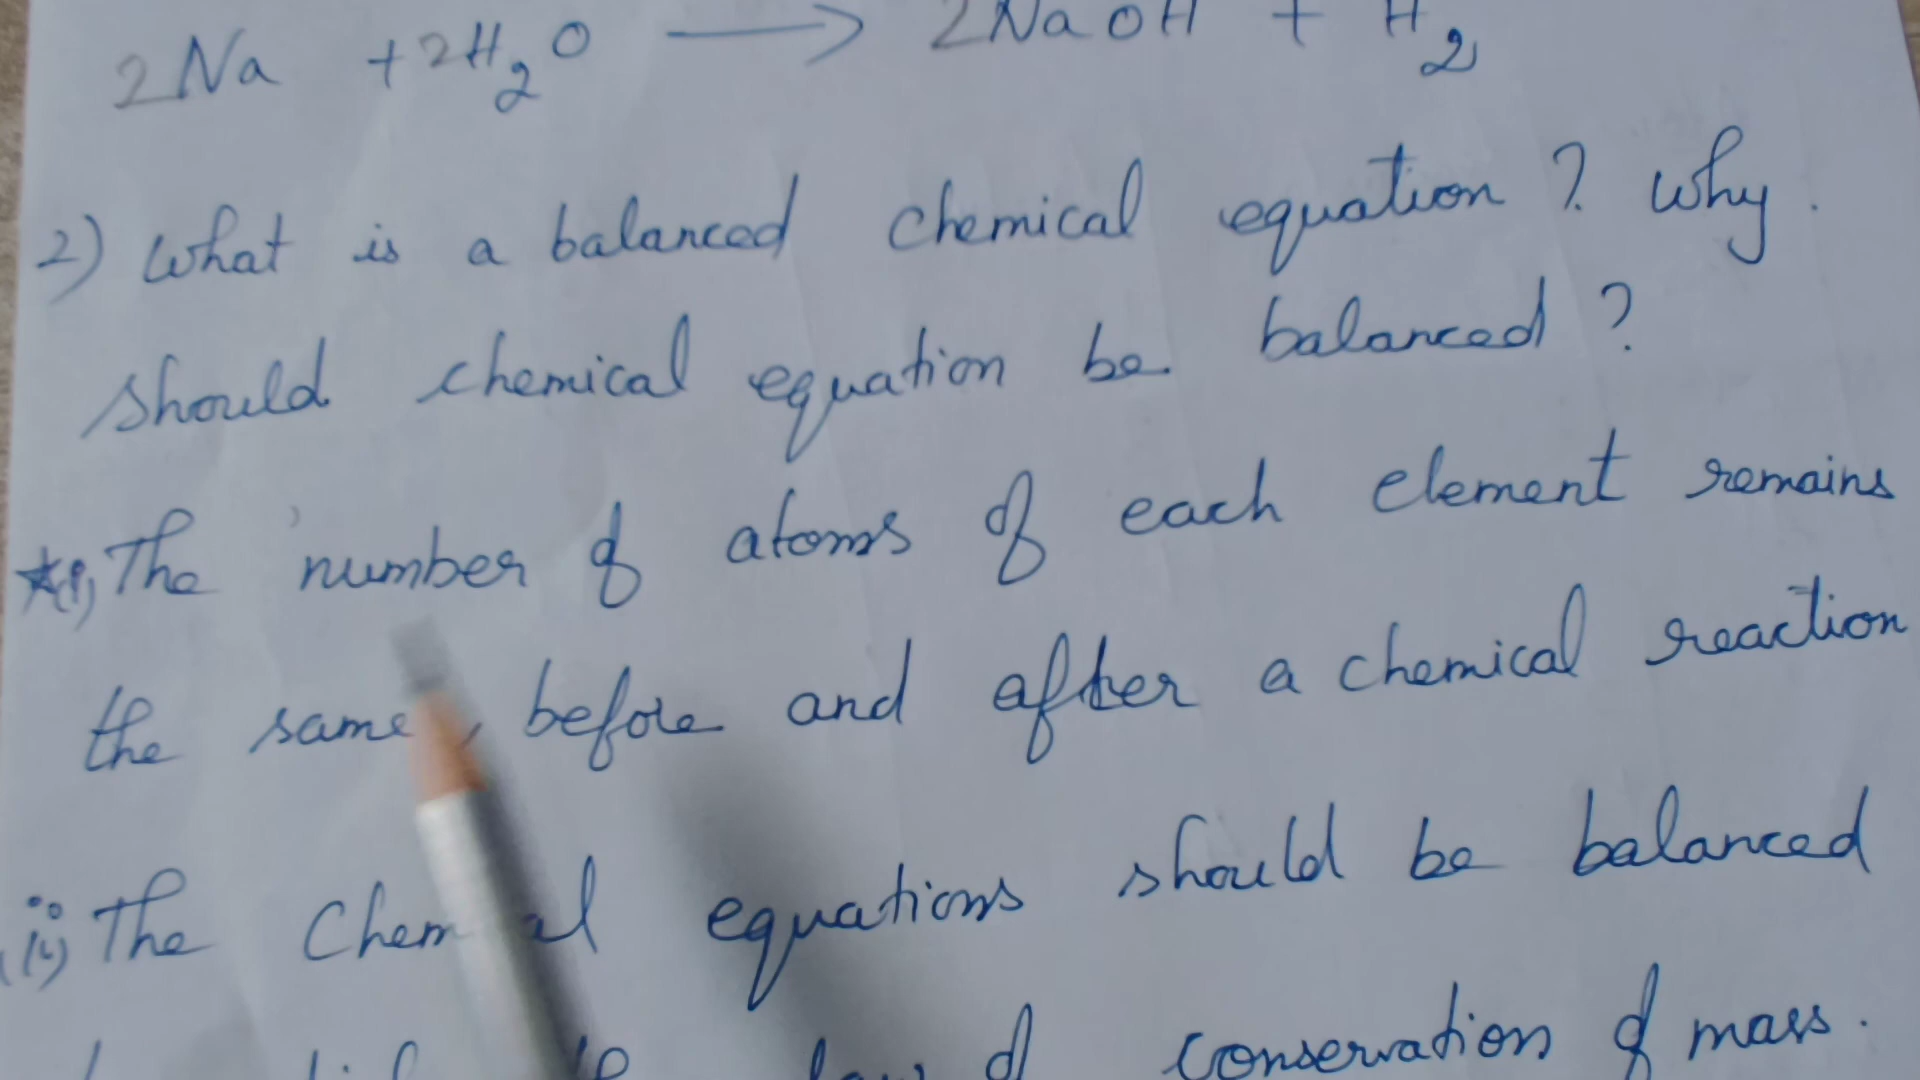 2Na + 2H2O → 2NaOH + H2
2) What is a balanced chemical equation? Why
should chemical equation be balanced?
*(i) The number of atoms of each element remains
the same, before and after a chemical reaction
(ii) The equations should be balanced
law of conservation of mass.